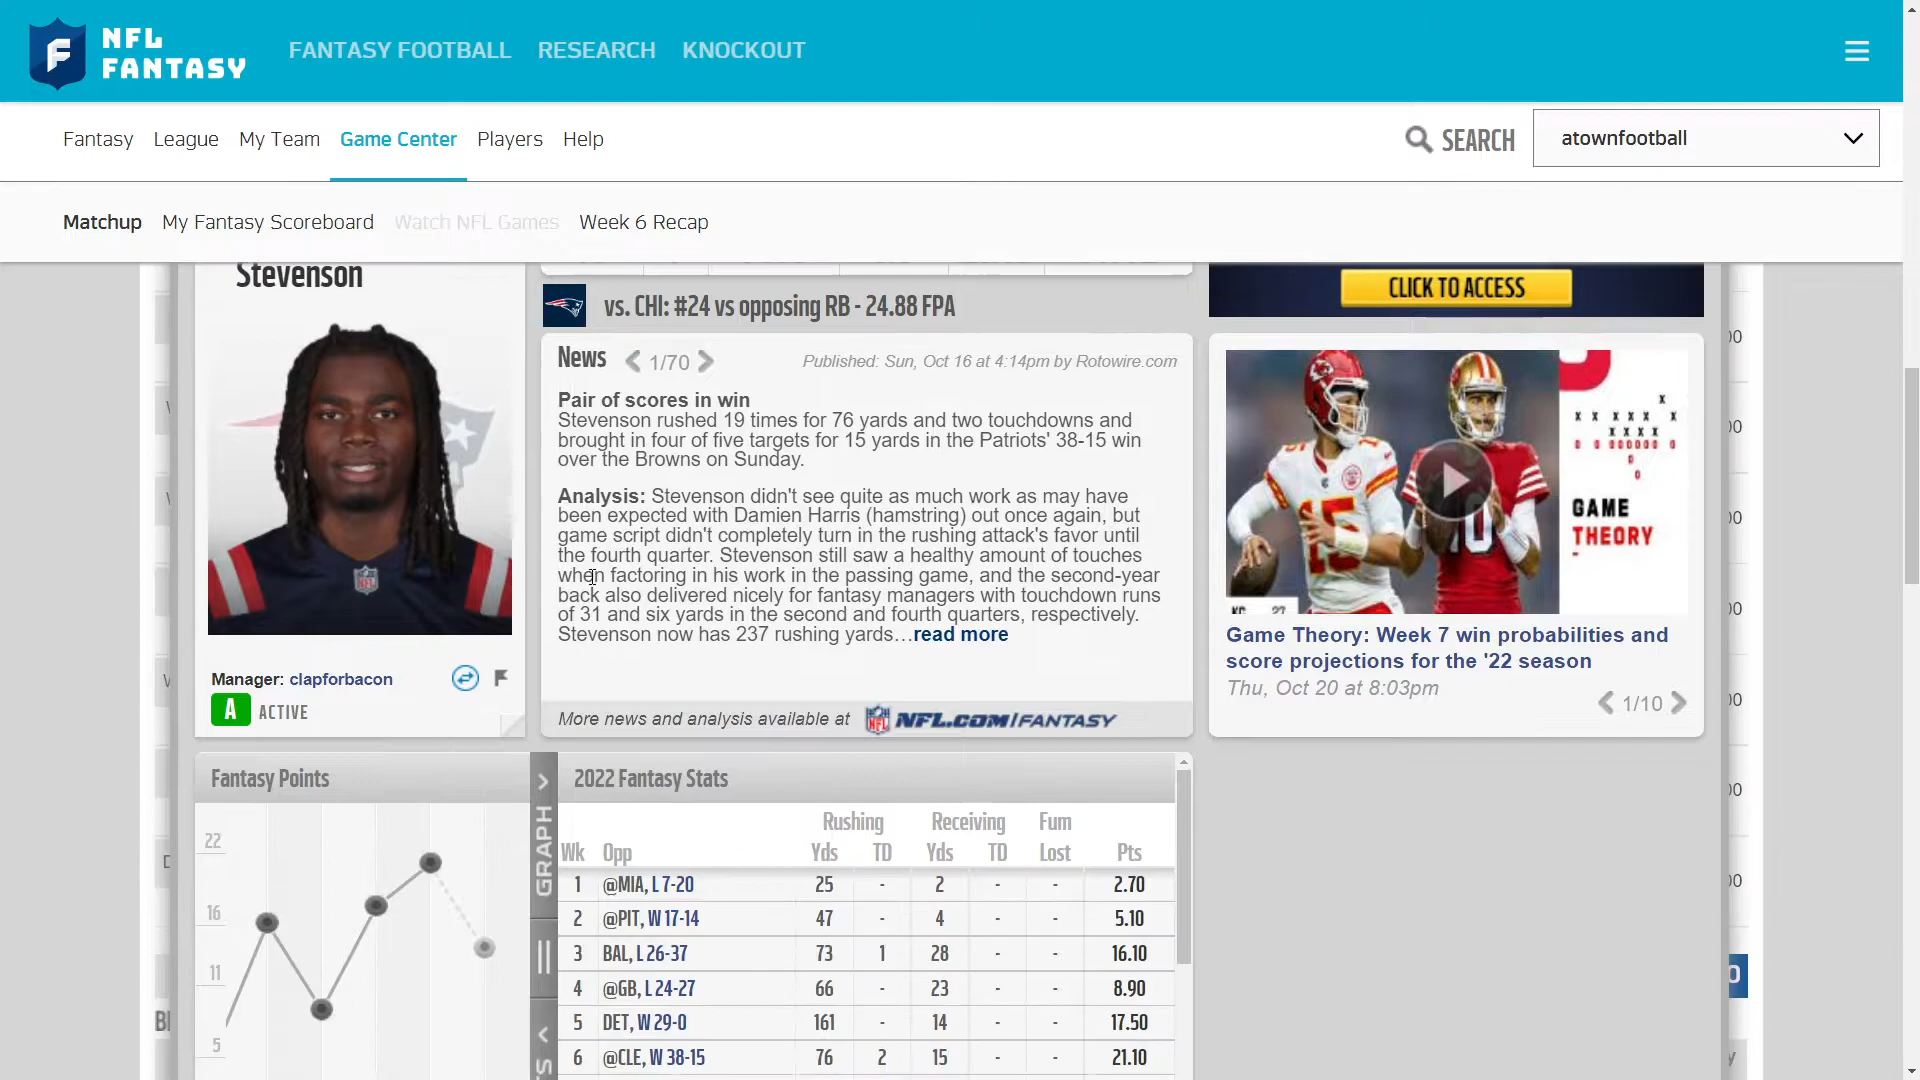 NFL FANTASY
FANTASY FOOTBALL RESEARCH KNOCKOUT
Fantasy League My Team Game Center Players Help
SEARCH
atownfootball
Matchup My Fantasy Scoreboard Watch NFL Games Week 6 Recap
Stevenson
vs. CHI: #24 vs opposing RB - 24.88 FPA
CLICK TO ACCESS
News 1/70 Published: Sun, Oct 16 at 4:14pm by Rotowire.com
Pair of scores in win
Stevenson rushed 19 times for 76 yards and two touchdowns and
brought in four of five targets for 15 yards in the Patriots' 38-15 win
over the Browns on Sunday.
Analysis: Stevenson didn't see quite as much work as may have
been expected with Damien Harris (hamstring) out once again, but
game script didn't completely turn in the rushing attack's favor until
the fourth quarter. Stevenson still saw a healthy amount of touches
when factoring in his work in the passing game, and the second-year
back also delivered nicely for fantasy managers with touchdown runs
of 31 and six yards in the second and fourth quarters, respectively.
Stevenson now has 237 rushing yards…read more
More news and analysis available at NFL.COM/FANTASY
Manager: clapforbacon
A ACTIVE
GAME
THEORY
Game Theory: Week 7 win probabilities and
score projections for the '22 season
Thu, Oct 20 at 8:03pm
1/10
Fantasy Points
22
16
11
5
GRAPH
2022 Fantasy Stats
Rushing Receiving Fum
Wk Opp Yds TD Yds TD Lost Pts
1 @MIA, L 7-20 25 - 2 - - 2.70
2 @PIT, W 17-14 47 - 4 - - 5.10
3 BAL, L 26-37 73 1 28 - - 16.10
4 @GB, L 24-27 66 - 23 - - 8.90
5 DET, W 29-0 161 - 14 - - 17.50
6 @CLE, W 38-15 76 2 15 - - 21.10